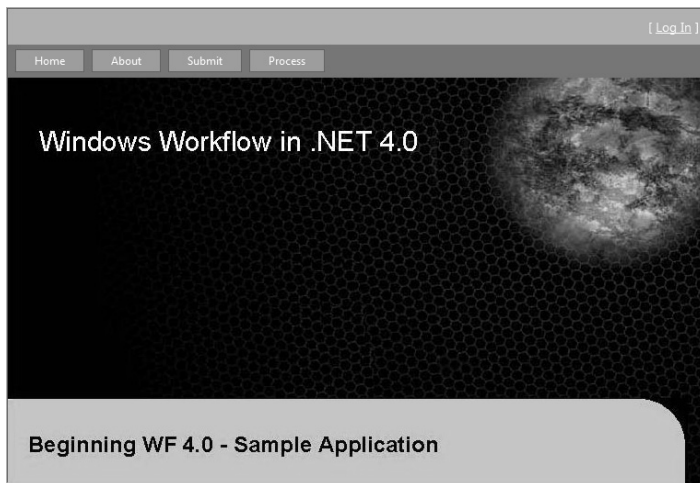 [ Log In ]
Home About Submit Process
Windows Workflow in .NET 4.0
Beginning WF 4.0 - Sample Application